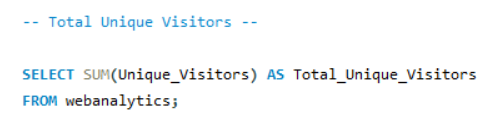 -- Total Unique Visitors --
SELECT SUM(Unique_Visitors) AS Total_Unique_Visitors
FROM webanalytics;